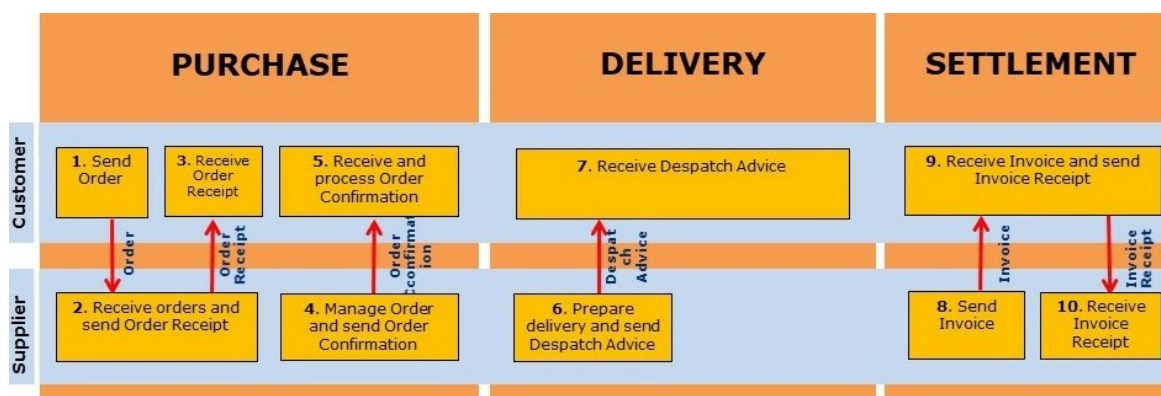 PURCHASE
DELIVERY
SETTLEMENT
Customer
1. Send
Order
3. Receive
Order
Receipt
5. Receive and
process Order
Confirmation
7. Receive Despatch Advice
9. Receive Invoice and send
Invoice Receipt
Order
Order
Receipt
Order
Cconfirmat
ion
Despat
ch
Advice
Invoice
Invoice
Receipt
Supplier
2. Receive orders and
send Order Receipt
4. Manage Order
and send Order
Confirmation
6. Prepare
delivery and send
Despatch Advice
8. Send
Invoice
10. Receive
Invoice
Receipt